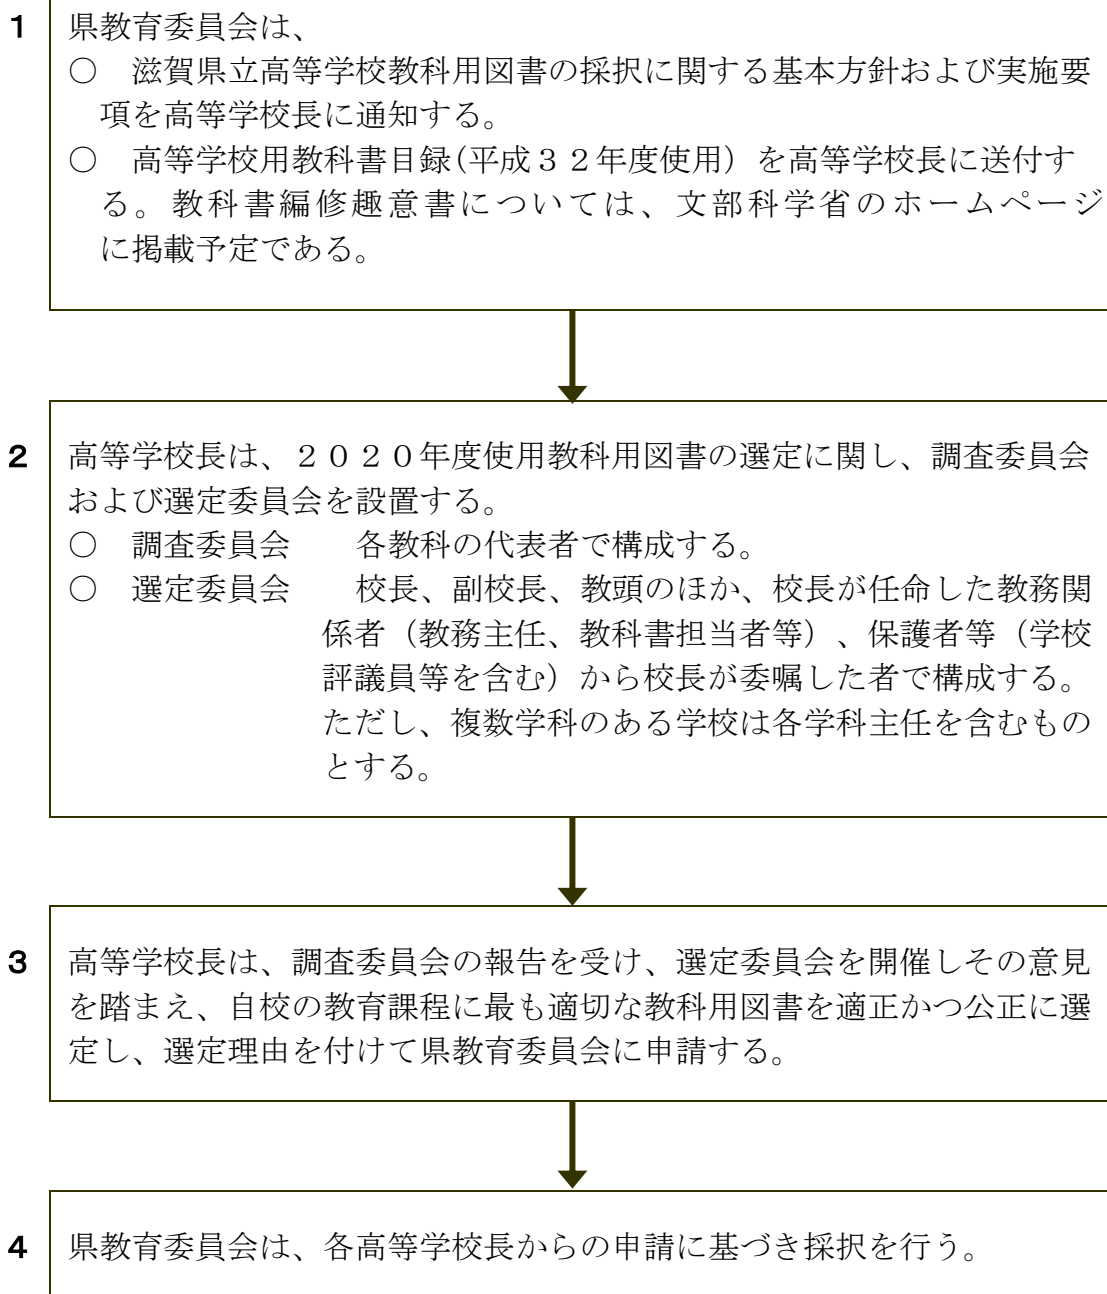 1 県教育委員会は、
○ 滋賀県立高等学校教科用図書の採択に関する基本方針および実施要
項を高等学校長に通知する。
○ 高等学校用教科書目録(平成３２年度使用）を高等学校長に送付す
る。教科書編修趣意書については、文部科学省のホームページ
に掲載予定である。
2 高等学校長は、２０２０年度使用教科用図書の選定に関し、調査委員会
および選定委員会を設置する。
○ 調査委員会 各教科の代表者で構成する。
○ 選定委員会 校長、副校長、教頭のほか、校長が任命した教務関
係者（教務主任、教科書担当者等）、保護者等（学校
評議員等を含む）から校長が委嘱した者で構成する。
ただし、複数学科のある学校は各学科主任を含むもの
とする。
3 高等学校長は、調査委員会の報告を受け、選定委員会を開催しその意見
を踏まえ、自校の教育課程に最も適切な教科用図書を適正かつ公正に選
定し、選定理由を付けて県教育委員会に申請する。
4 県教育委員会は、各高等学校長からの申請に基づき採択を行う。